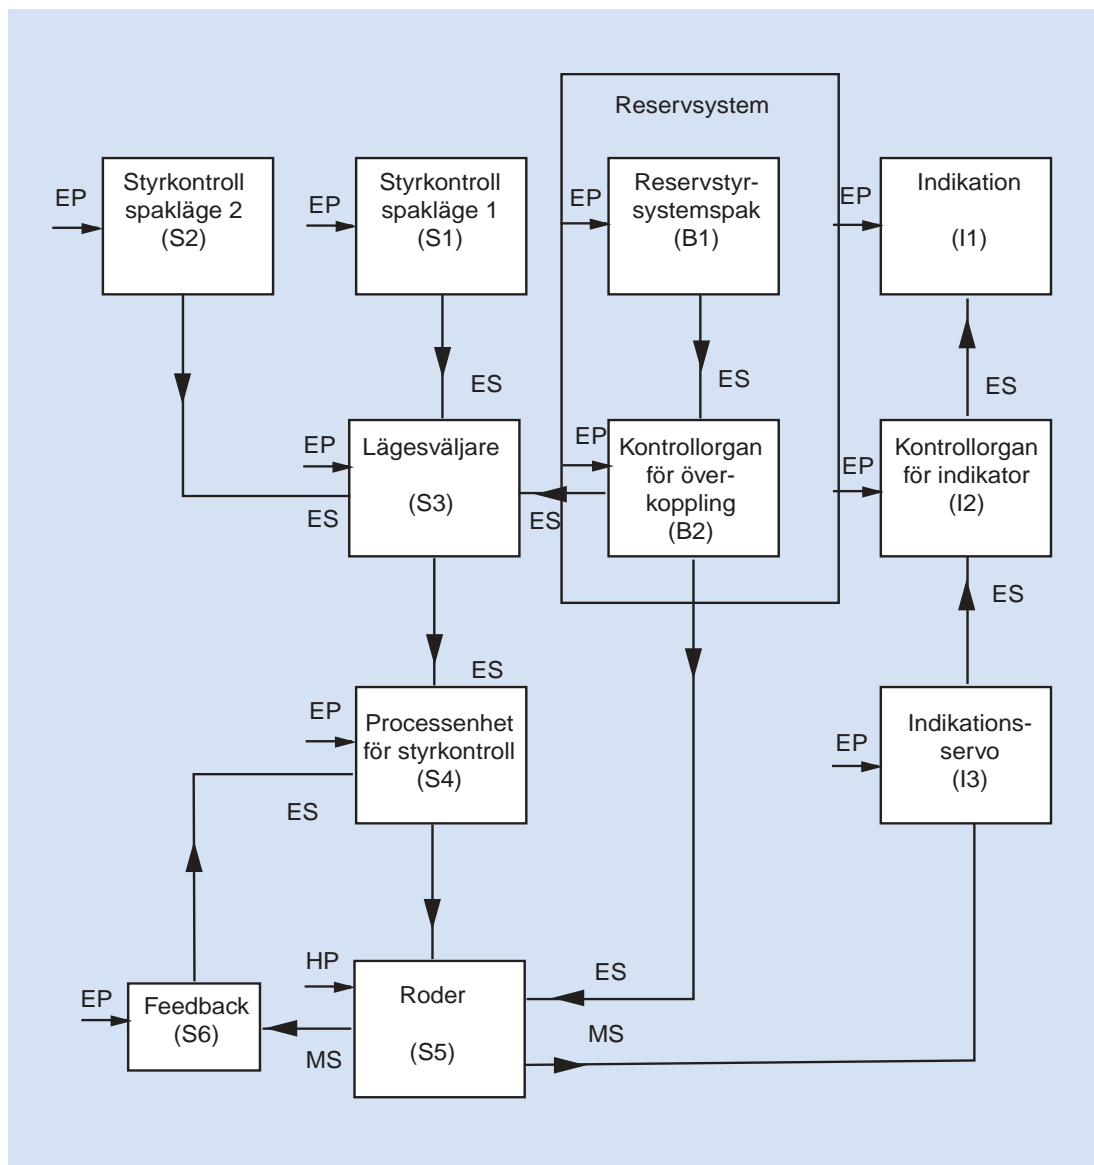 Reservsystem
EP
Styrkontroll
spakläge 2
(S2)
EP
Styrkontroll
spakläge 1
(S1)
EP
Reservstyr-
systemspak
(B1)
EP
Indikation
(I1)
ES
ES
ES
EP
Lägesväljare
(S3)
ES
EP
Kontrollorgan
för över-
koppling
(B2)
ES
EP
Kontrollorgan
för indikator
(I2)
ES
ES
EP
Processenhet
för styrkontroll
(S4)
ES
EP
Indikations-
servo
(I3)
HP
Roder
(S5)
ES
MS
EP
Feedback
(S6)
MS